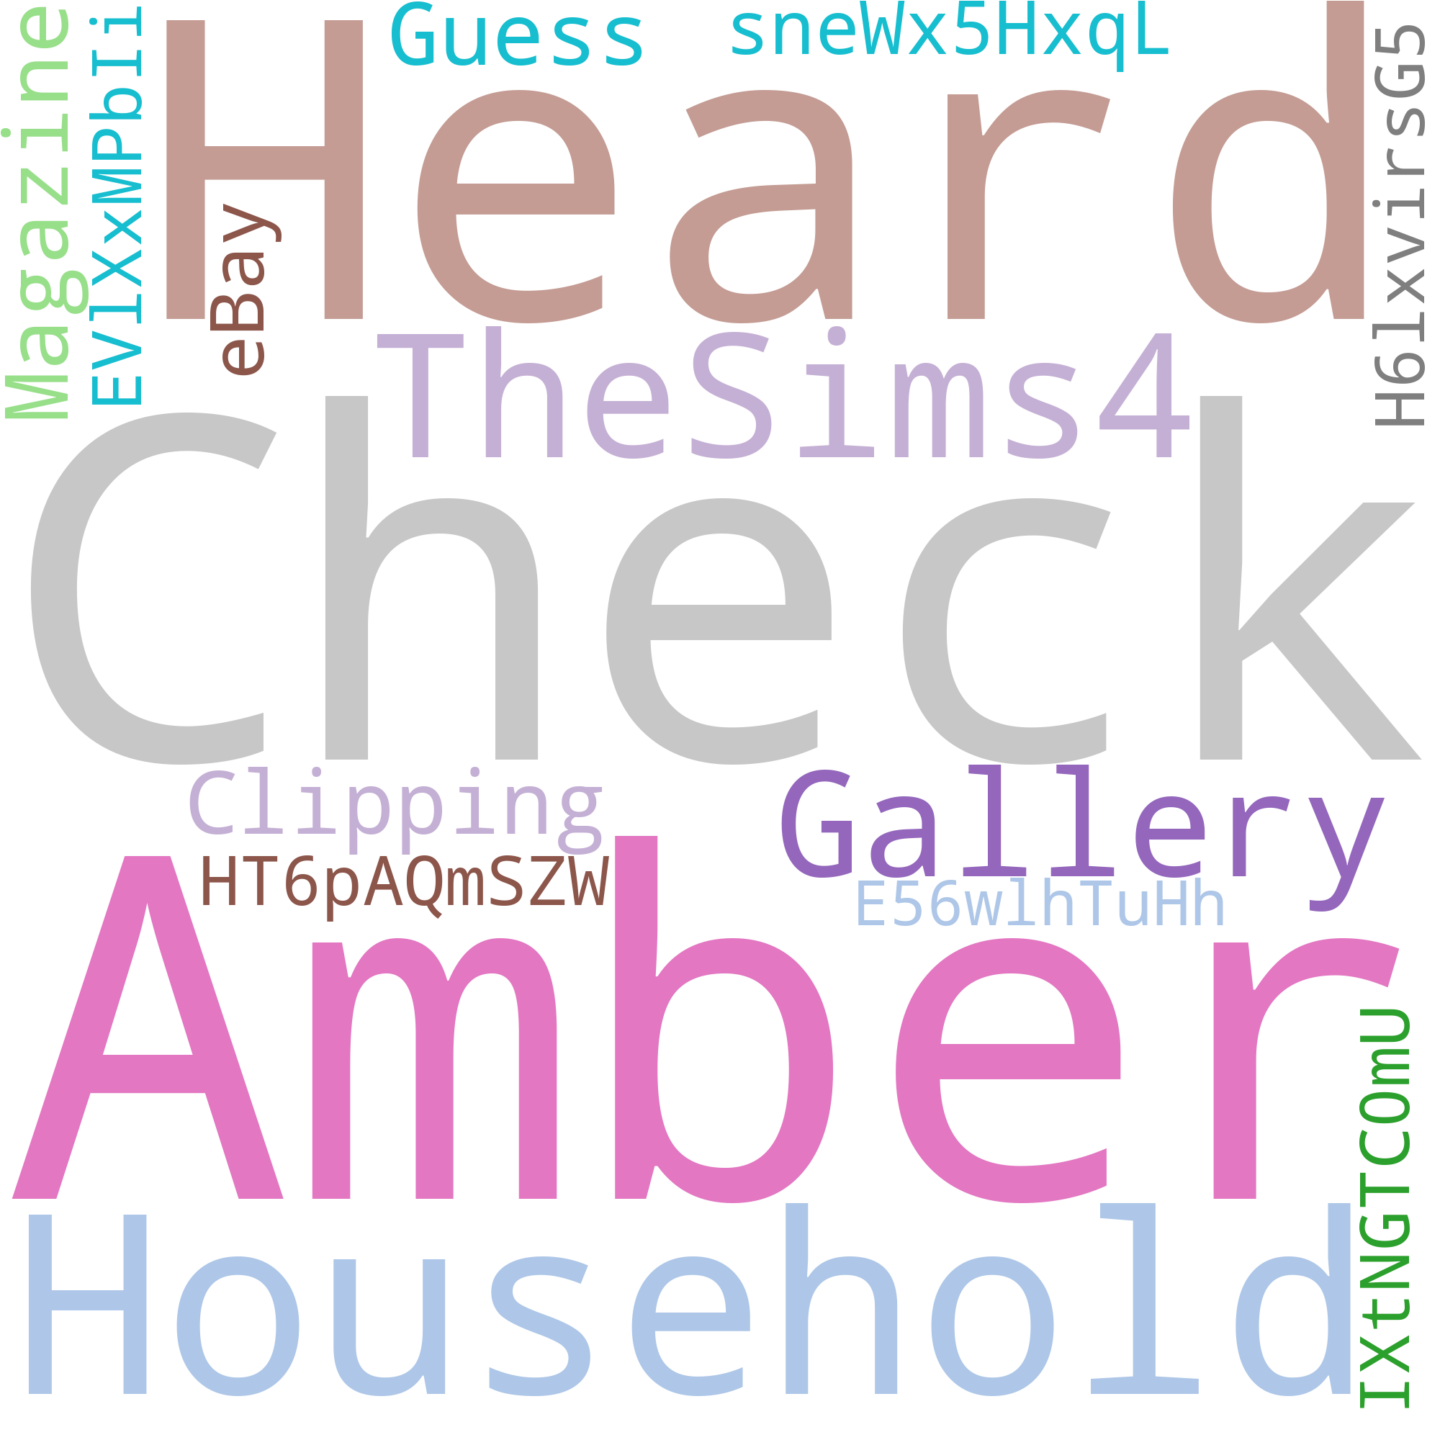 Guess
sneWx5HxqL
Magazine
EVlXxMPbIi
Heard
H6lxvirsG5
eBay
TheSims4
Check
Clipping
Gallery
HT6pAQmSZW
E56wlhTuHh
Amber
IXtNGTCOmU
Household